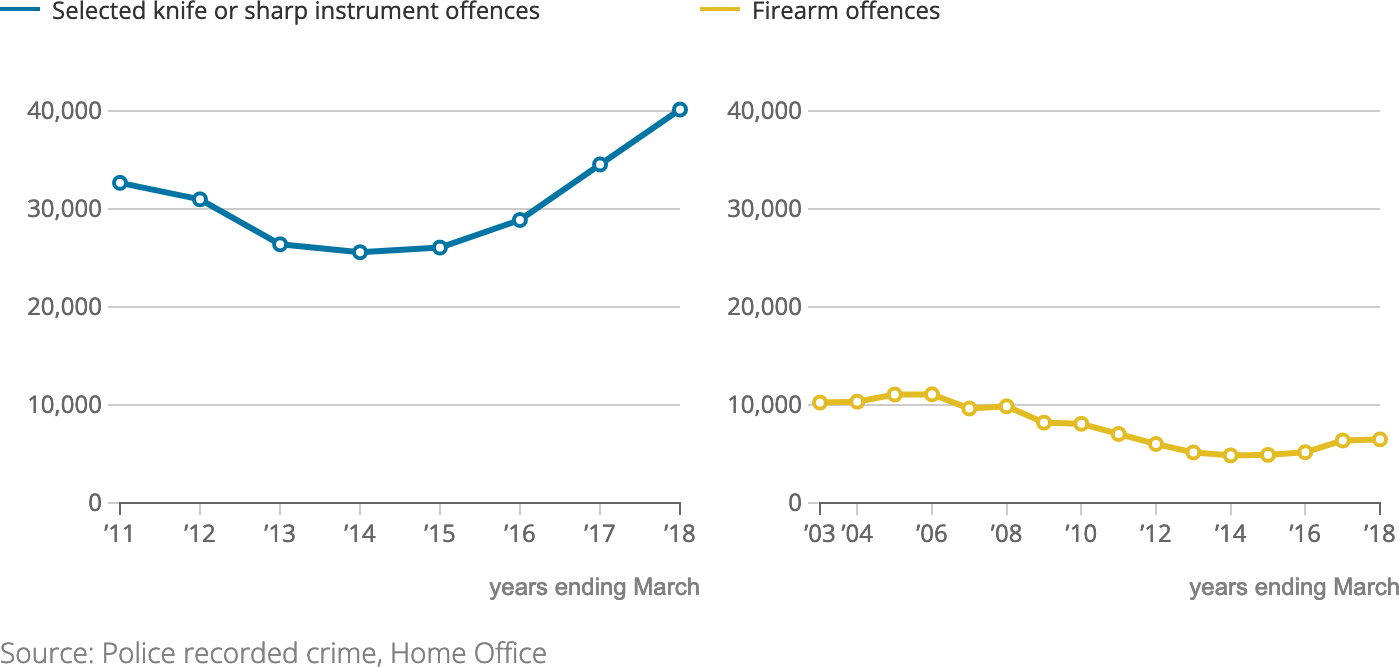 Selected knife or sharp instrument offences
Firearm offences
40,000
30,000
20,000
10,000
0
’11 ’12 ’13 ’14 ’15 ’16 ’17 ’18
years ending March
40,000
30,000
20,000
10,000
0
’03 ’04 ’06 ’08 ’10 ’12 ’14 ’16 ’18
years ending March
Source: Police recorded crime, Home Office